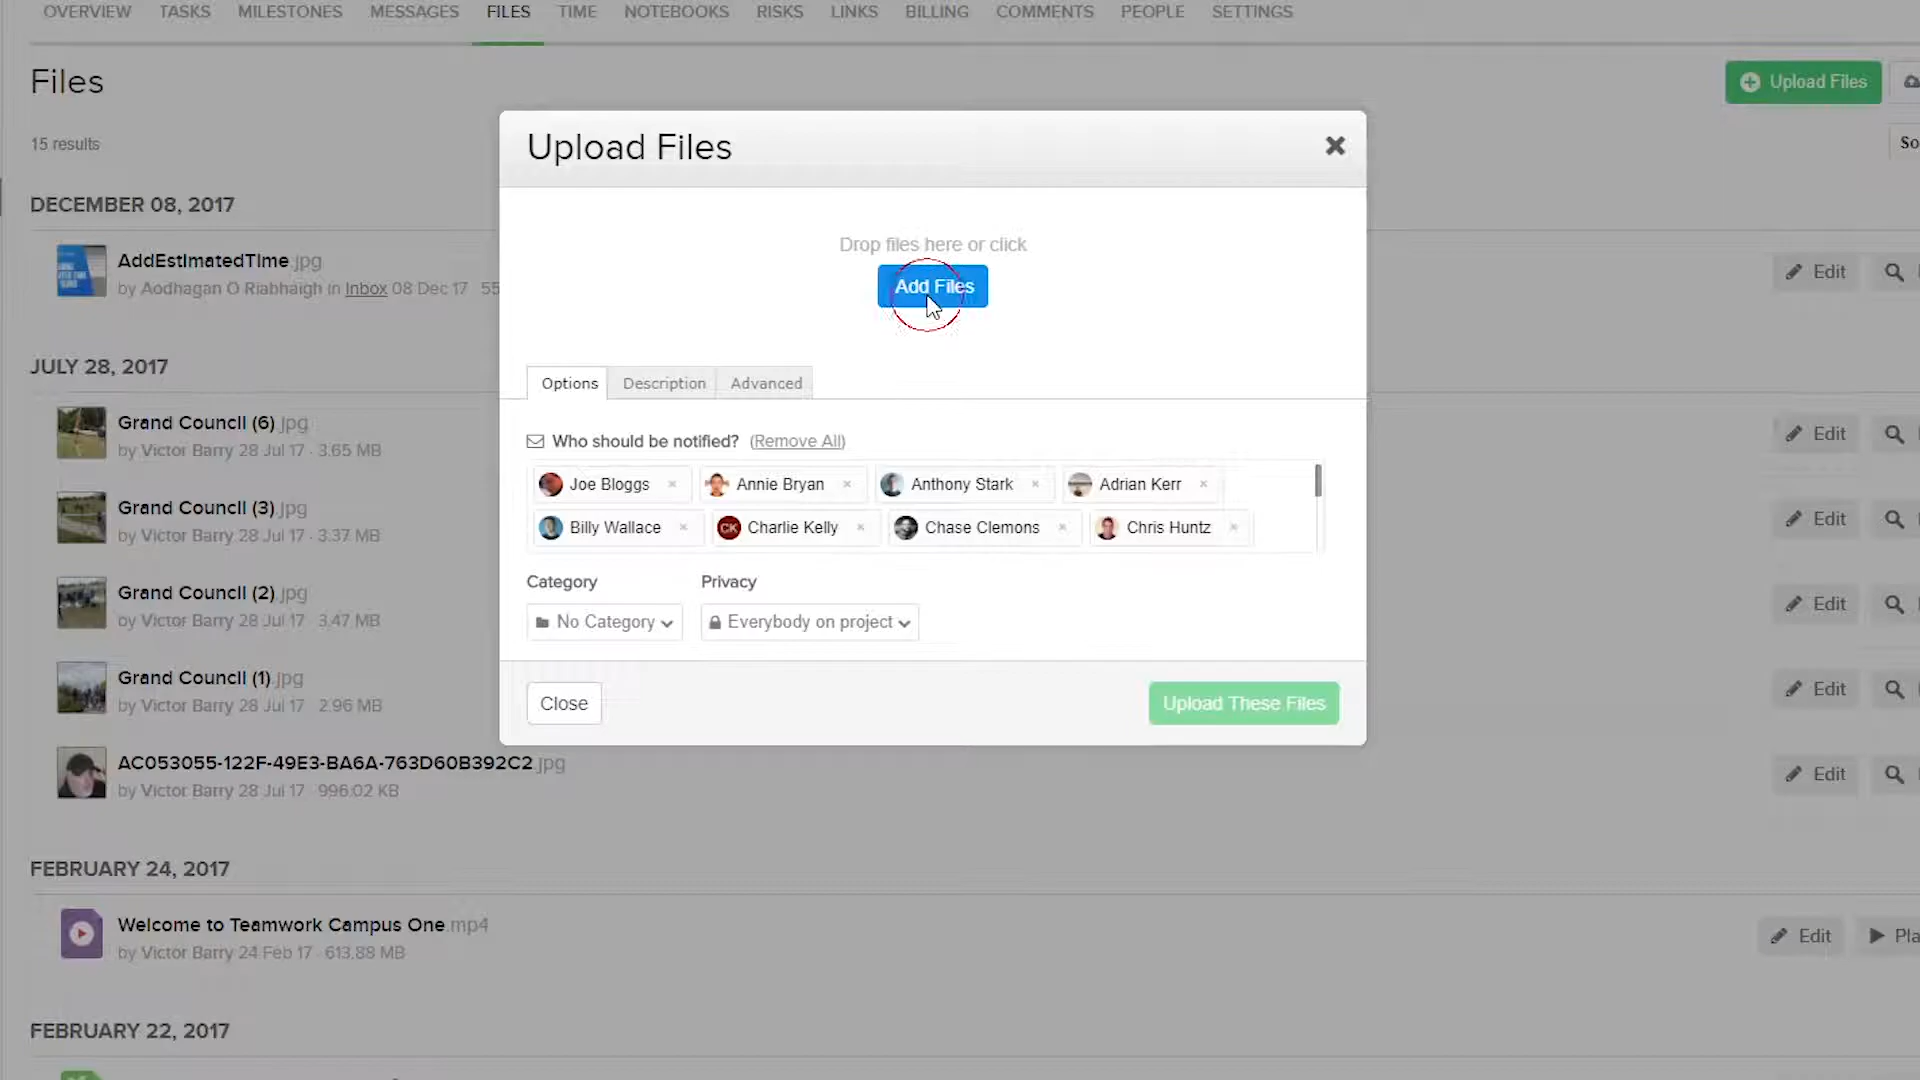 OVERVIEW TASKS MILESTONES MESSAGES FILES TIME NOTEBOOKS RISKS LINKS BILLING COMMENTS PEOPLE SETTINGS
Files
Upload Files
15 results
So
DECEMBER 08, 2017
AddEstImatedTime.jpg
by Aodhagan O Riabhaigh in Inbox 08 Dec 17 · 55
Edit
JULY 28, 2017
Grand Council (6).jpg
by Victor Barry 28 Jul 17 · 3.65 MB
Edit
Grand Council (3).jpg
by Victor Barry 28 Jul 17 · 3.37 MB
Edit
Grand Council (2).jpg
by Victor Barry 28 Jul 17 · 3.47 MB
Edit
Grand Council (1).jpg
by Victor Barry 28 Jul 17 · 2.96 MB
Edit
AC053055-122F-49E3-BA6A-763D60B392C2.jpg
by Victor Barry 28 Jul 17 · 996.02 KB
Edit
FEBRUARY 24, 2017
Welcome to Teamwork Campus One.mp4
by Victor Barry 24 Feb 17 · 613.88 MB
Edit Pla
FEBRUARY 22, 2017
Upload Files
Drop files here or click
Add Files
Options Description Advanced
Who should be notified? (Remove All)
Joe Bloggs Annie Bryan Anthony Stark Adrian Kerr
Billy Wallace CK Charlie Kelly Chase Clemons Chris Huntz
Category Privacy
No Category Everybody on project
Close Upload These Files